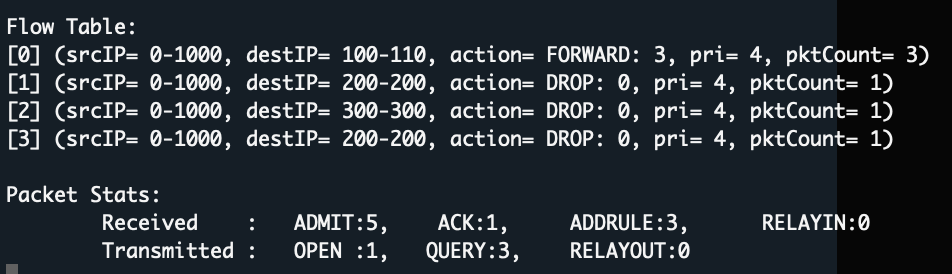 Flow Table:
[0] (srcIP= 0-1000, destIP= 100-110, action= FORWARD: 3, pri= 4, pktCount= 3)
[1] (srcIP= 0-1000, destIP= 200-200, action= DROP: 0, pri= 4, pktCount= 1)
[2] (srcIP= 0-1000, destIP= 300-300, action= DROP: 0, pri= 4, pktCount= 1)
[3] (srcIP= 0-1000, destIP= 200-200, action= DROP: 0, pri= 4, pktCount= 1)
Packet Stats:
Received : ADMIT:5, ACK:1, ADDRULE:3, RELAYIN:0
Transmitted : OPEN :1, QUERY:3, RELAYOUT:0